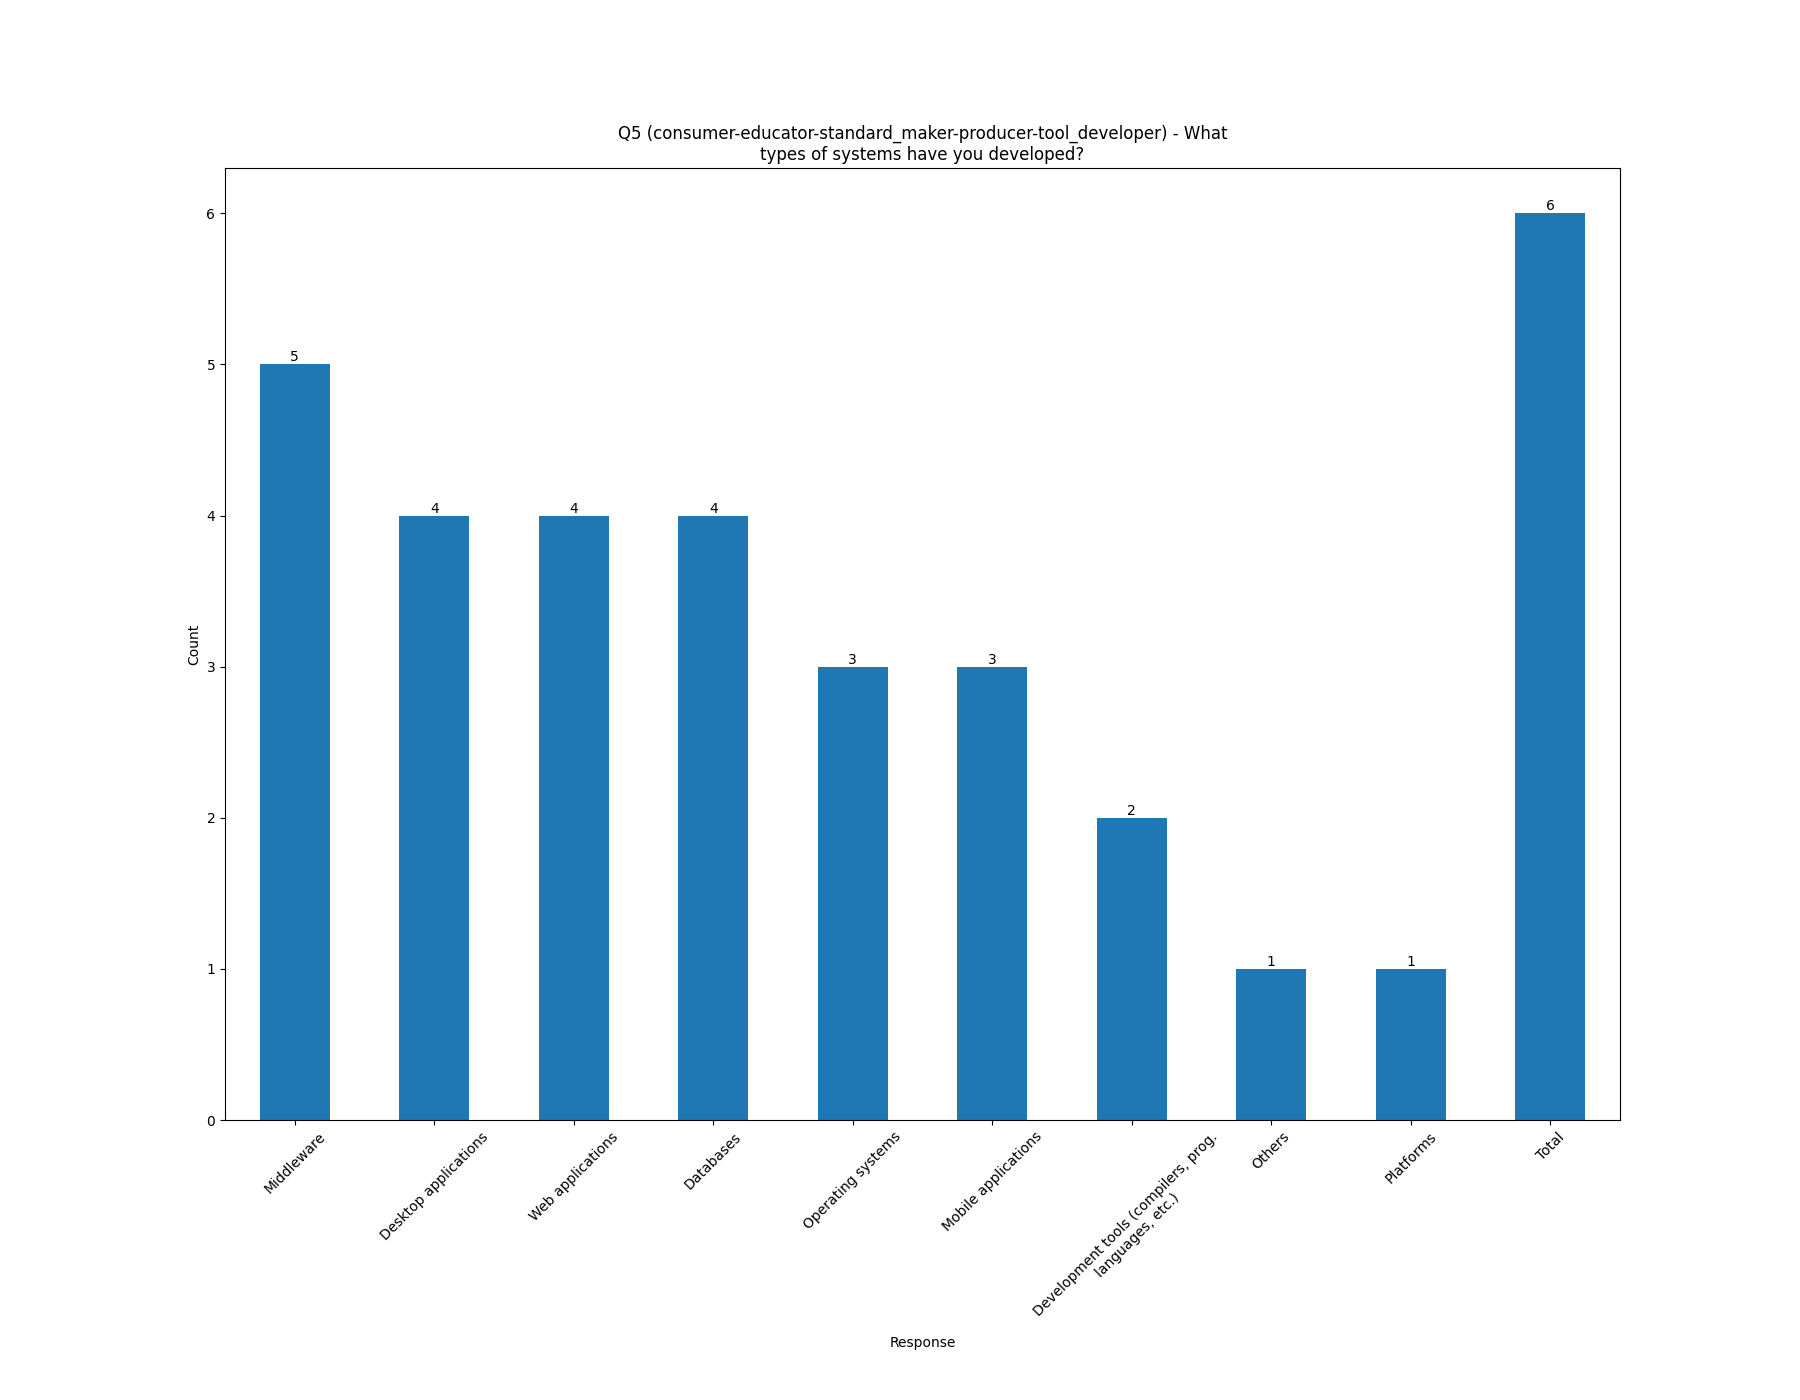 Q5 (consumer-educator-standard_maker-producer-tool_developer) - What
types of systems have you developed?
Count
6
5
4
3
2
1
0
5
4
4
4
3
3
2
1
1
6
Middleware
Desktop applications
Web applications
Databases
Operating systems
Mobile applications
Development tools (compilers, prog.
languages, etc.)
Others
Platforms
Total
Response